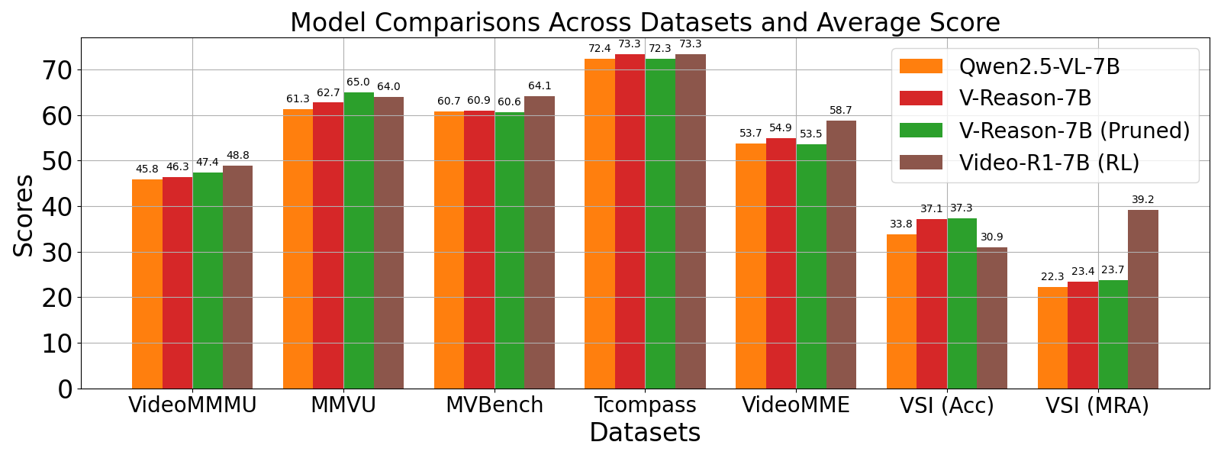 Model Comparisons Across Datasets and Average Score
Scores
70
60
50
40
30
20
10
0
45.8 46.3 47.4 48.8
61.3 62.7 65.0 64.0
60.7 60.9 60.6 64.1
72.4 73.3 72.3 73.3
53.7 54.9 53.5 58.7
33.8 37.1 37.3 30.9
22.3 23.4 23.7 39.2
Qwen2.5-VL-7B
V-Reason-7B
V-Reason-7B (Pruned)
Video-R1-7B (RL)
VideoMMMU MMVU MVBench Tcompass VideoMME VSI (Acc) VSI (MRA)
Datasets